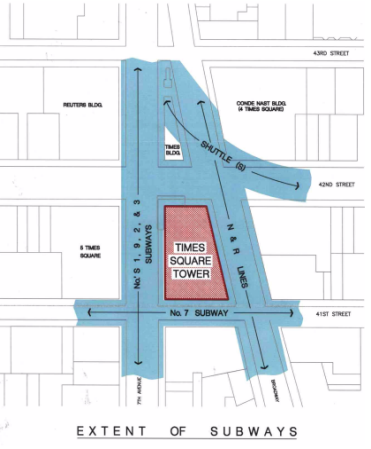 43RD STREET
REUTERS BLDG.
CONDE NAST BLDG.
(4 TIMES SQUARE)
TIMES
BLDG.
SHUTTLE (S)
42ND STREET
5 TIMES
SQUARE
No.'S 1, 9, 2, & 3
SUBWAYS
TIMES
SQUARE
TOWER
N & R LINES
No. 7 SUBWAY
41ST STREET
7TH AVENUE
BROADWAY
EXTENT OF SUBWAYS